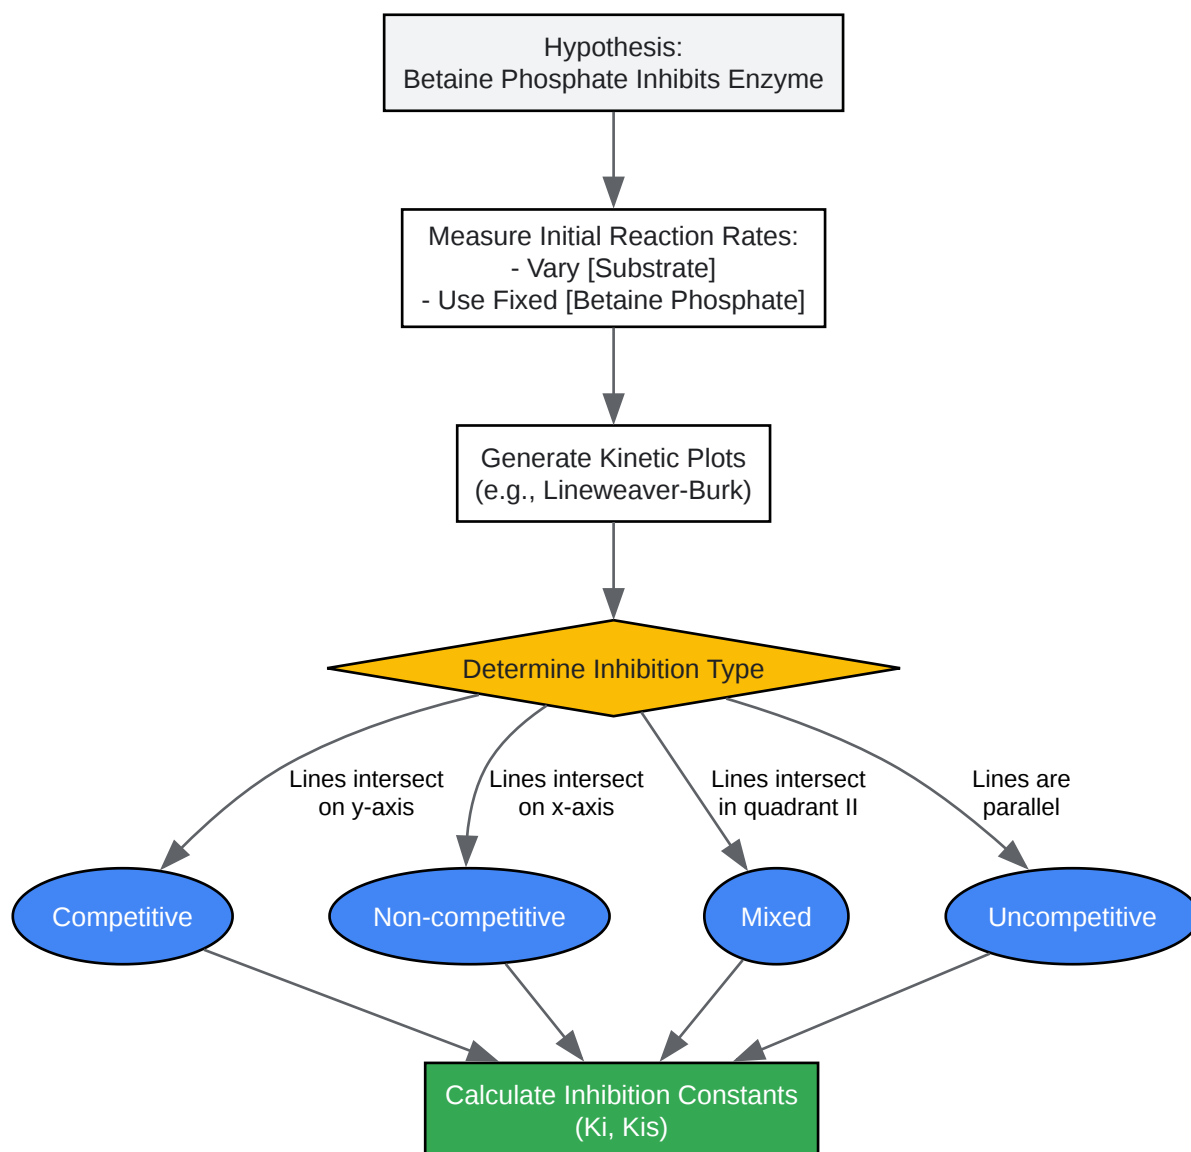 Hypothesis:
Betaine Phosphate Inhibits Enzyme
Measure Initial Reaction Rates:
- Vary [Substrate]
- Use Fixed [Betaine Phosphate]
Generate Kinetic Plots
(e.g., Lineweaver-Burk)
Determine Inhibition Type
Lines intersect
on y-axis
Lines intersect
on x-axis
Lines intersect
in quadrant II
Lines are
parallel
Competitive
Non-competitive
Mixed
Uncompetitive
Calculate Inhibition Constants
(Ki, Kis)